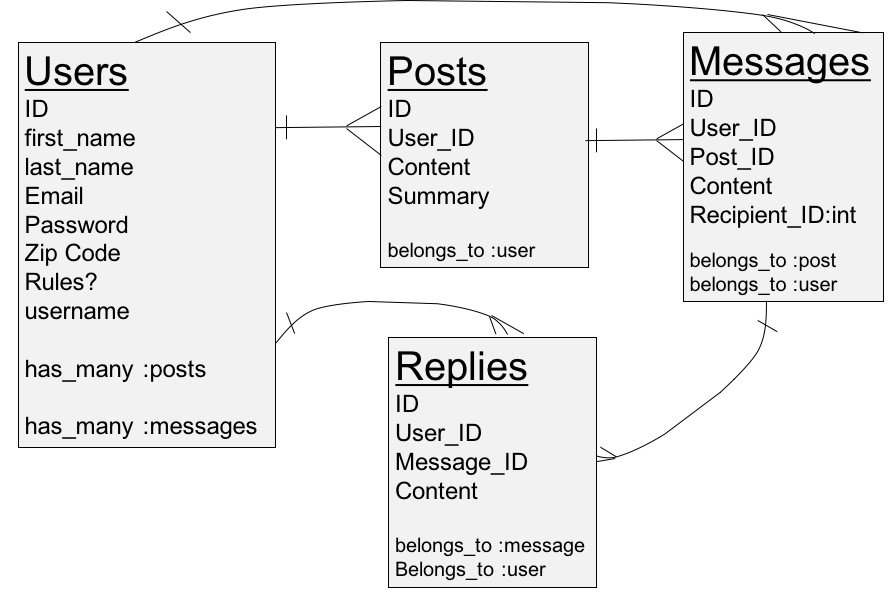 Users
ID
first_name
last_name
Email
Password
Zip Code
Rules?
username
has_many :posts
has_many :messages
Posts
ID
User_ID
Content
Summary
belongs_to :user
Messages
ID
User_ID
Post_ID
Content
Recipient_ID:int
belongs_to :post
belongs_to :user
Replies
ID
User_ID
Message_ID
Content
belongs_to :message
Belongs_to :user